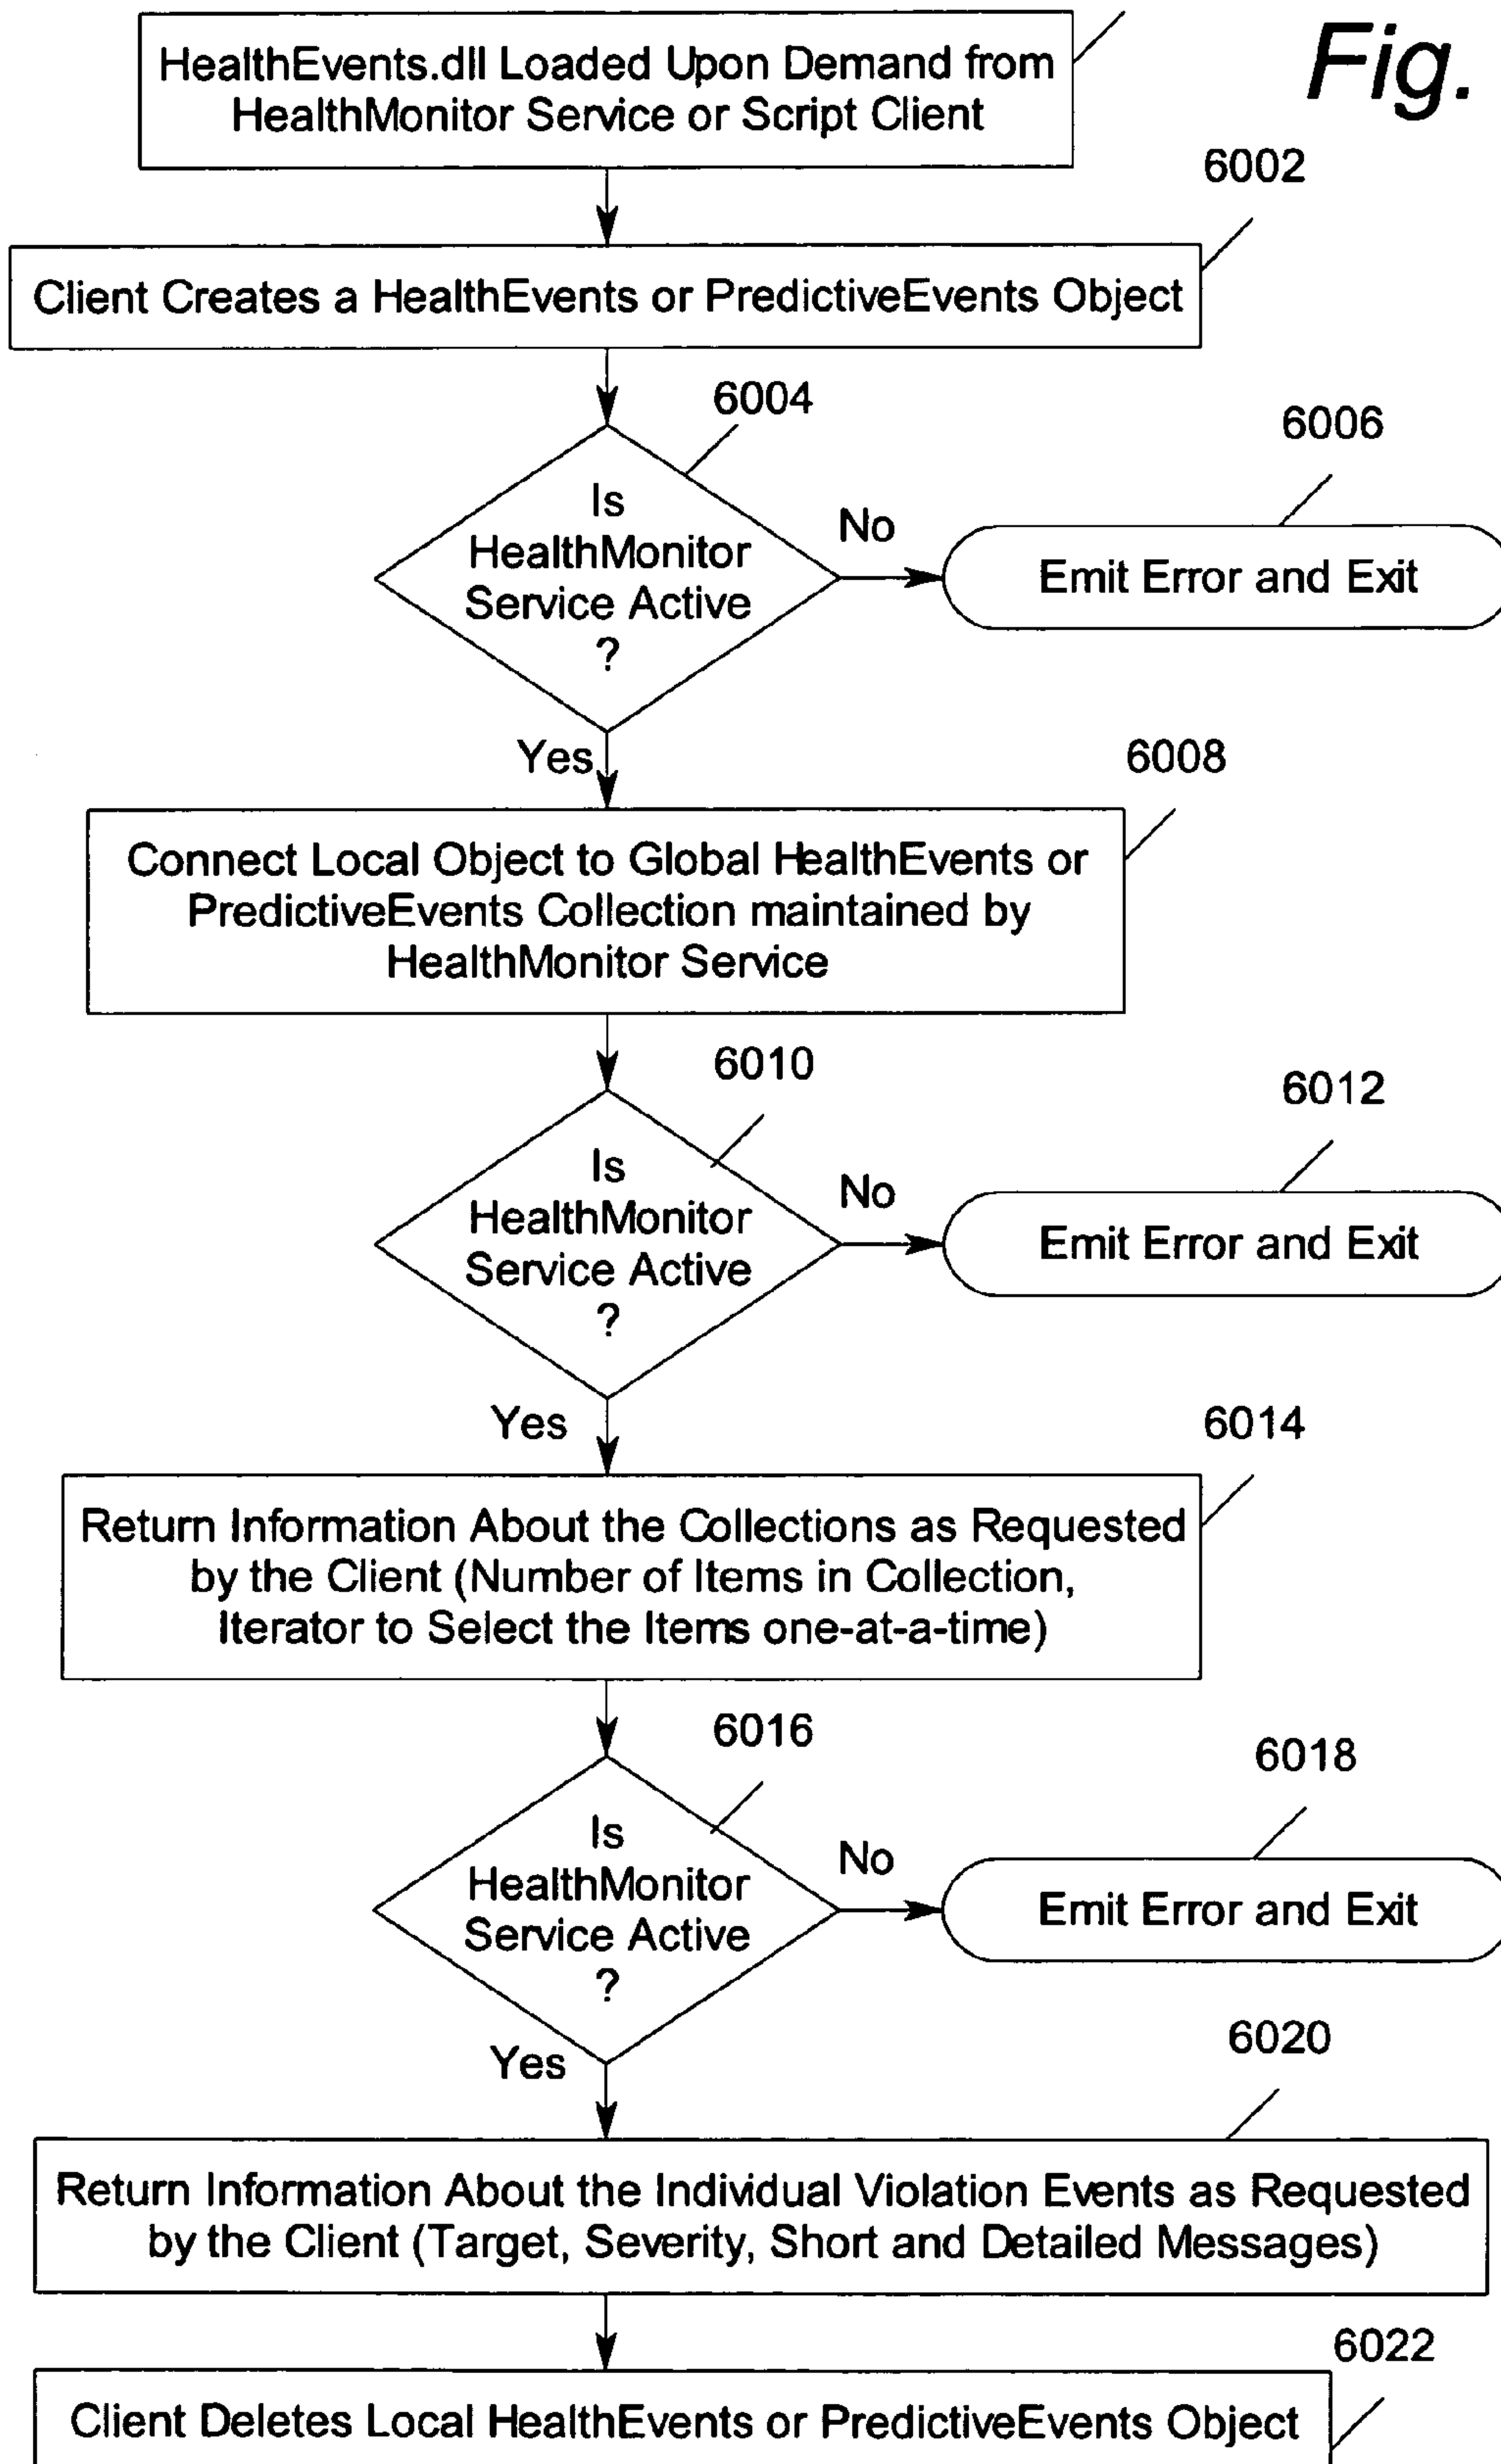 Fig.
HealthEvents.dll Loaded Upon Demand from
HealthMonitor Service or Script Client
6002
Client Creates a HealthEvents or PredictiveEvents Object
6004
Is
HealthMonitor
Service Active
?
No
6006
Emit Error and Exit
Yes
6008
Connect Local Object to Global HealthEvents or
PredictiveEvents Collection maintained by
HealthMonitor Service
6010
Is
HealthMonitor
Service Active
?
No
6012
Emit Error and Exit
Yes
6014
Return Information About the Collections as Requested
by the Client (Number of Items in Collection,
Iterator to Select the Items one-at-a-time)
6016
Is
HealthMonitor
Service Active
?
No
6018
Emit Error and Exit
Yes
6020
Return Information About the Individual Violation Events as Requested
by the Client (Target, Severity, Short and Detailed Messages)
6022
Client Deletes Local HealthEvents or PredictiveEvents Object